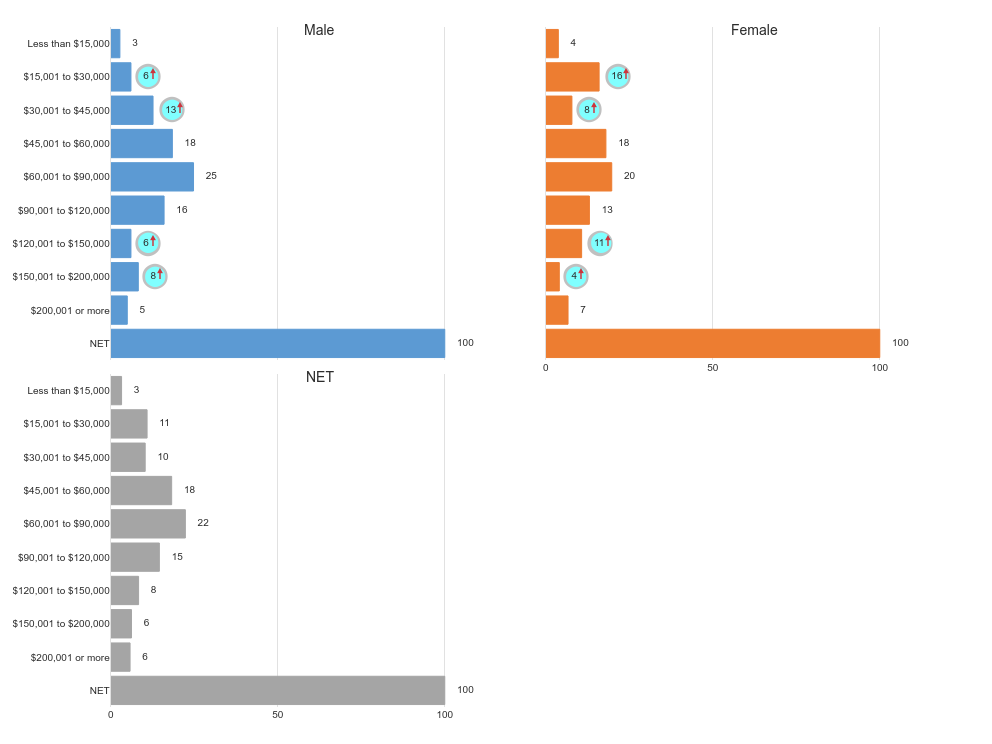 Male
Less than $15,000 3
$15,001 to $30,000 6
$30,001 to $45,000 13
$45,001 to $60,000 18
$60,001 to $90,000 25
$90,001 to $120,000 16
$120,001 to $150,000 6
$150,001 to $200,000 8
$200,001 or more 5
NET 100
Female
4
16
8
18
20
13
11
4
7
100
0 50 100
NET
Less than $15,000 3
$15,001 to $30,000 11
$30,001 to $45,000 10
$45,001 to $60,000 18
$60,001 to $90,000 22
$90,001 to $120,000 15
$120,001 to $150,000 8
$150,001 to $200,000 6
$200,001 or more 6
NET 100
0 50 100